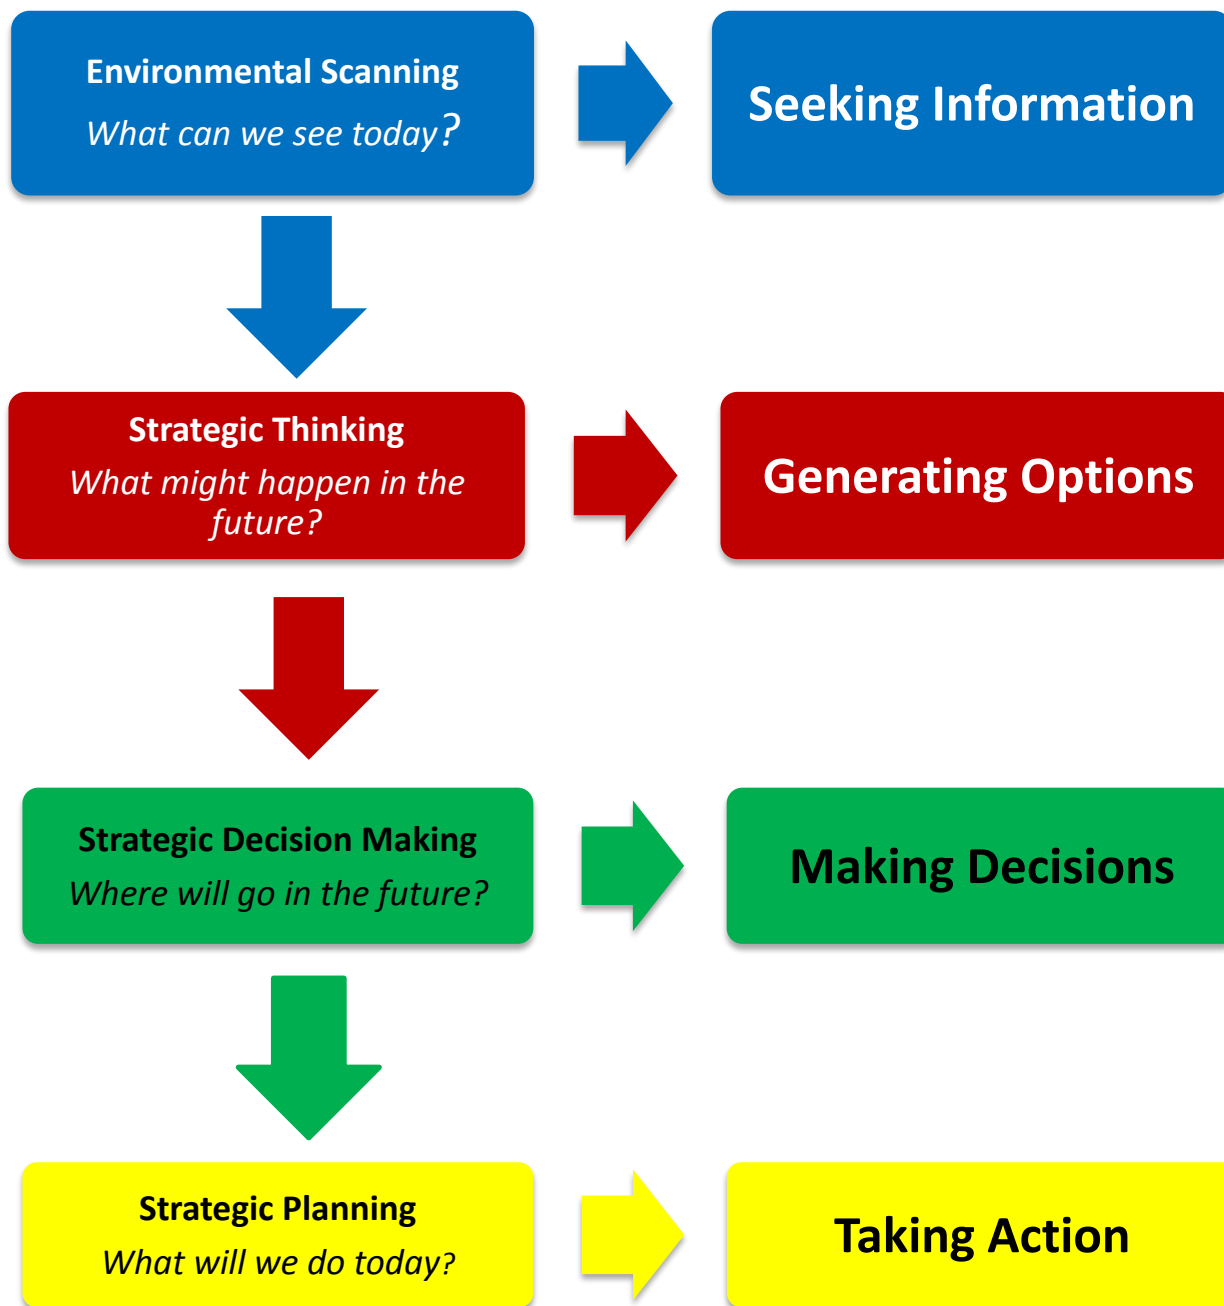 Environmental Scanning
What can we see today?
Seeking Information
Strategic Thinking
What might happen in the
future?
Generating Options
Strategic Decision Making
Where will go in the future?
Making Decisions
Strategic Planning
What will we do today?
Taking Action